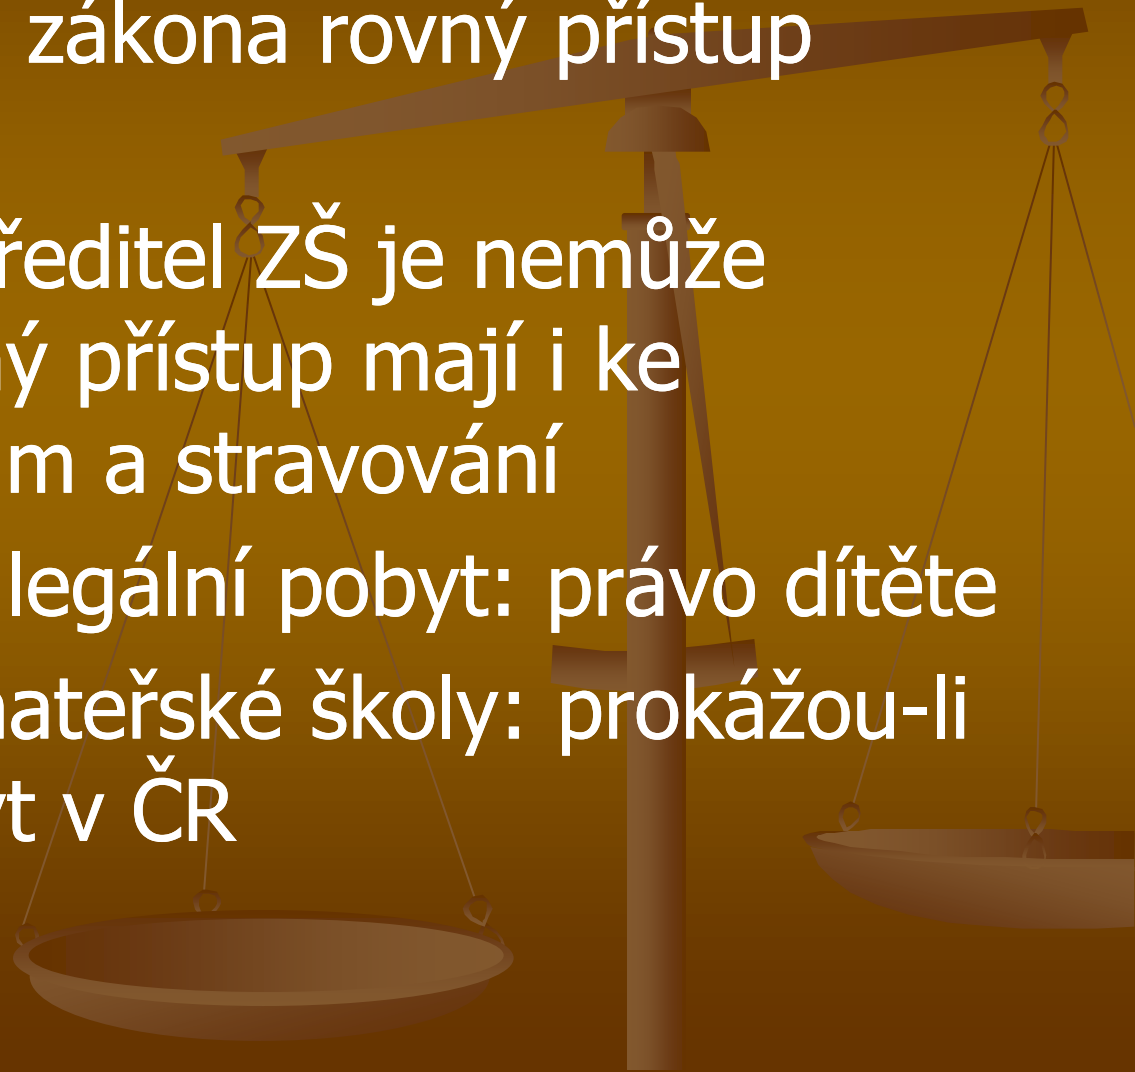 zákona rovný přístup
ředitel ZŠ je nemůže
ý přístup mají i ke
m a stravování
legální pobyt: právo dítěte
ateřské školy: prokážou-li
t v ČR